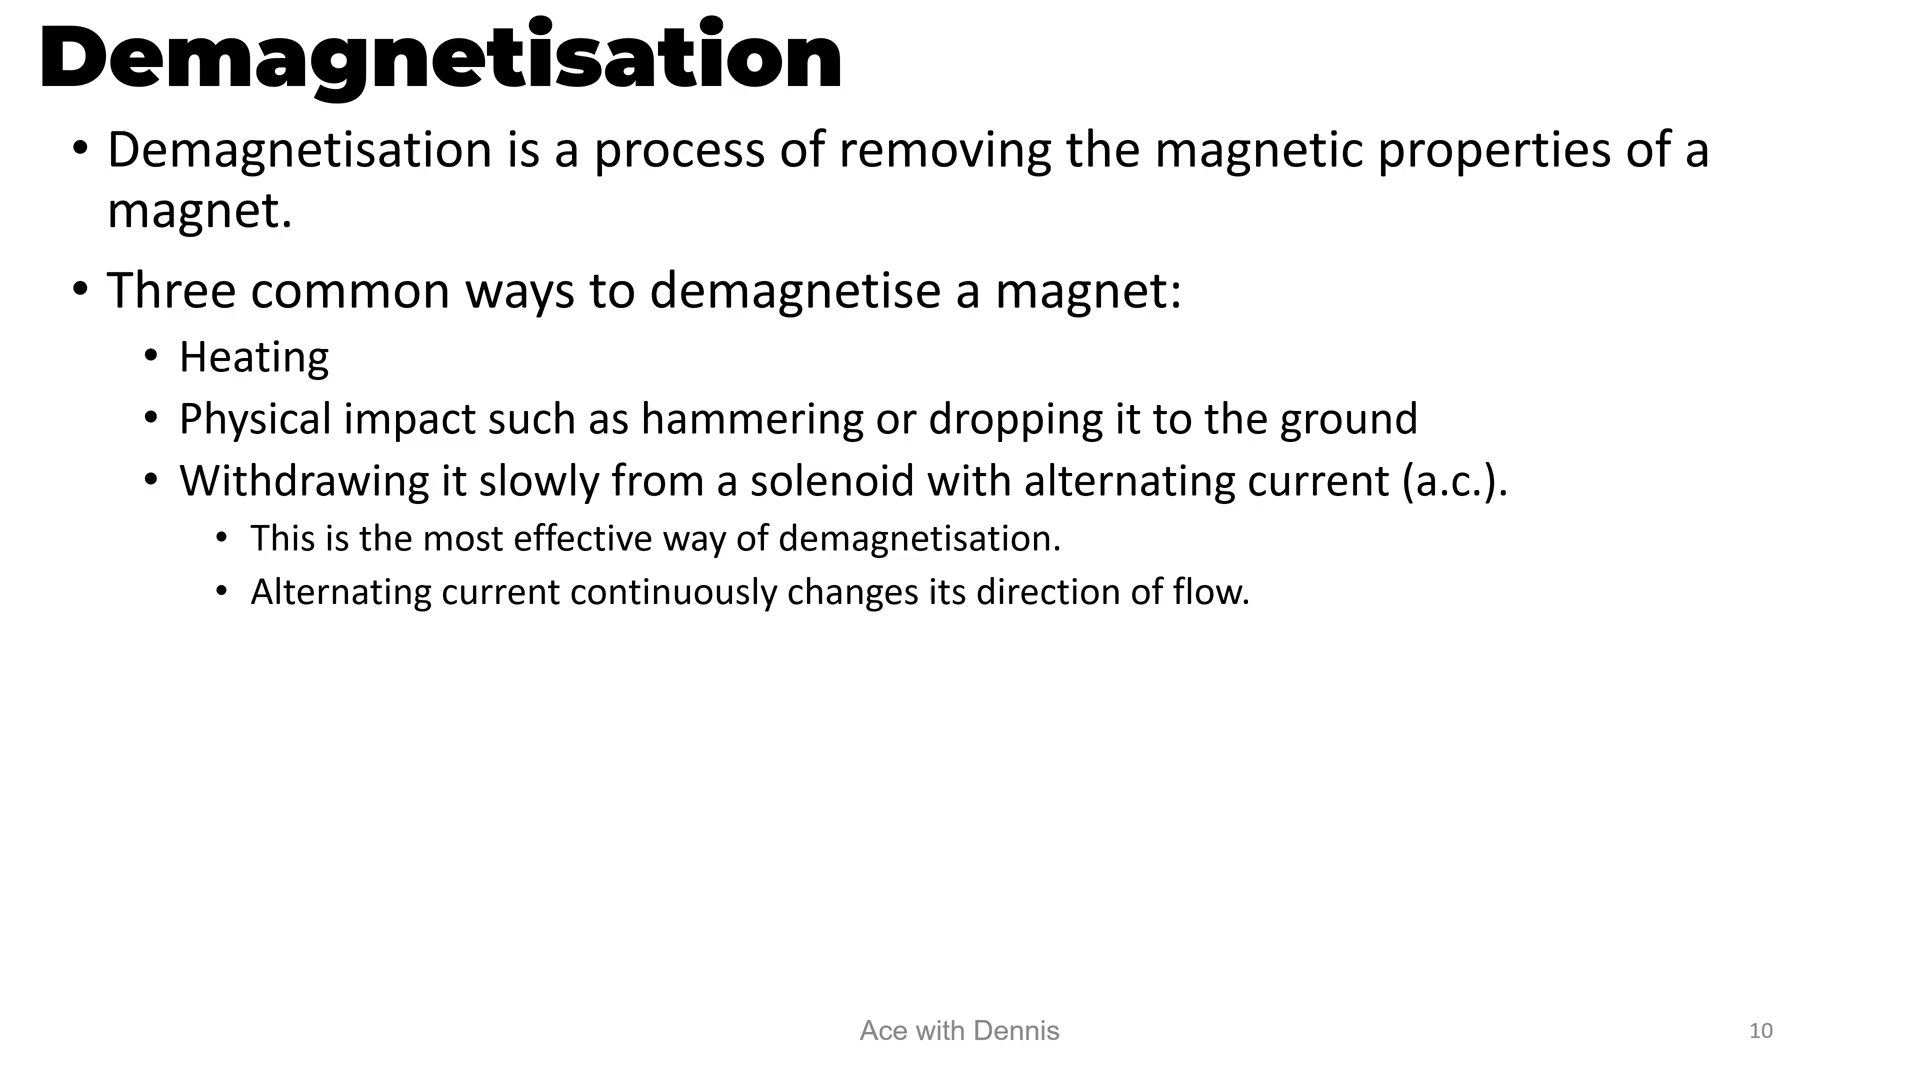 Demagnetisation
• Demagnetisation is a process of removing the magnetic properties of a
magnet.
• Three common ways to demagnetise a magnet:
• Heating
• Physical impact such as hammering or dropping it to the ground
• Withdrawing it slowly from a solenoid with alternating current (a.c.).
• This is the most effective way of demagnetisation.
• Alternating current continuously changes its direction of flow.
Ace with Dennis
10